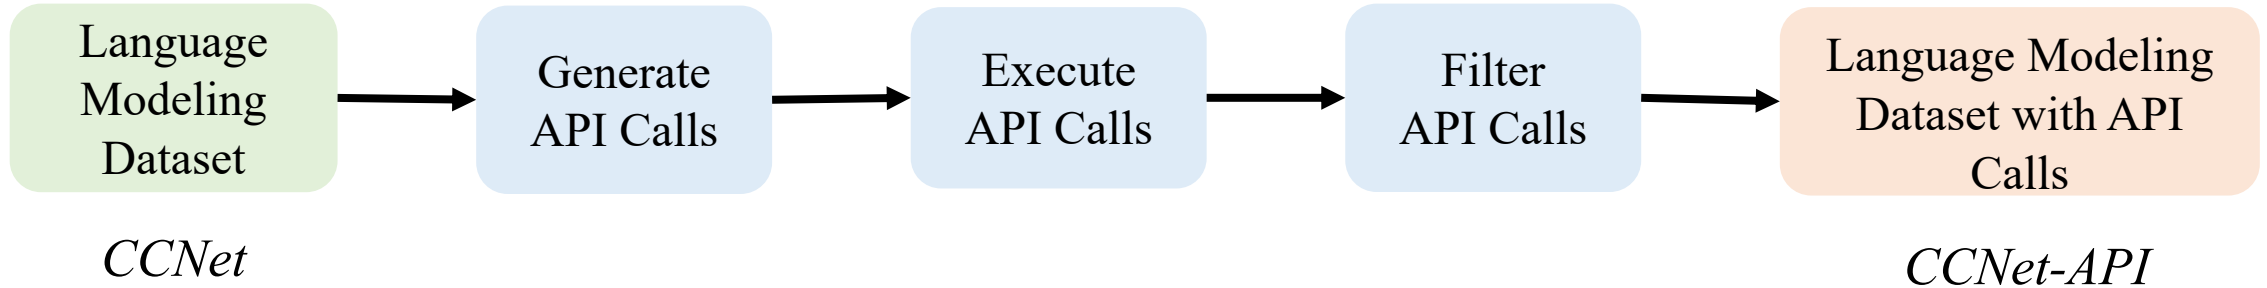 Language
Modeling
Dataset
Generate
API Calls
Execute
API Calls
Filter
API Calls
Language Modeling
Dataset with API
Calls
CCNet
CCNet-API